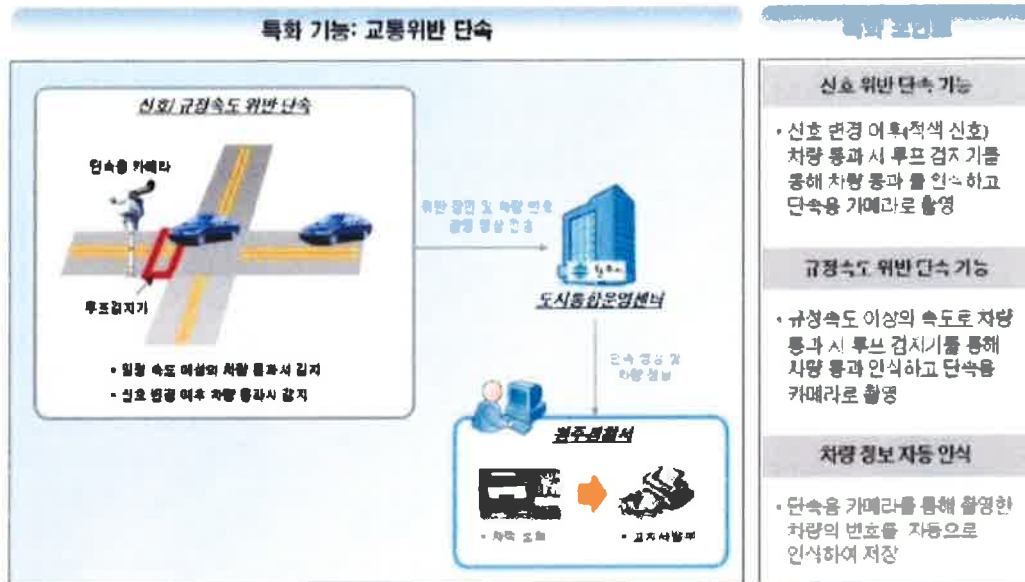 특화 기능: 교통위반 단속
신호/ 규정속도 위반 단속
단속용 카메라
루프검지기
• 일정 속도 이상의 차량 통과시 감지
• 신호 변경 이후 차량 통과시 감지
위반 장면 및 차량 번호
촬영 영상 전송
도시통합운영센터
단속 영상 및
차량 정보
• 차적 조회
신호 위반 단속 기능
• 신호 변경 이후(적색 신호)
차량 통과 시 루프 검지기를
통해 차량 통과 를 인식하고
단속용 카메라로 촬영
규정속도 위반 단속 기능
• 규정속도 이상의 속도로 차량
통과 시 루프 검지기를 통해
차량 통과 인식하고 단속용
카메라로 촬영
차량 정보 자동 인식
• 단속용 카메라를 통해 촬영한
차량의 번호를 자동으로
인식하여 저장